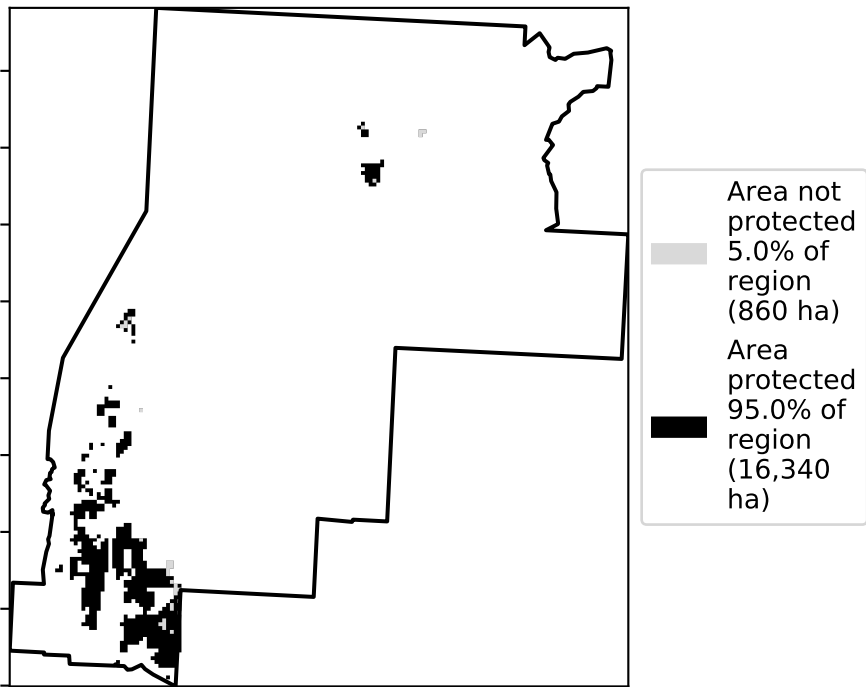 Area not
protected
5.0% of
region
(860 ha)
Area
protected
95.0% of
region
(16,340
ha)